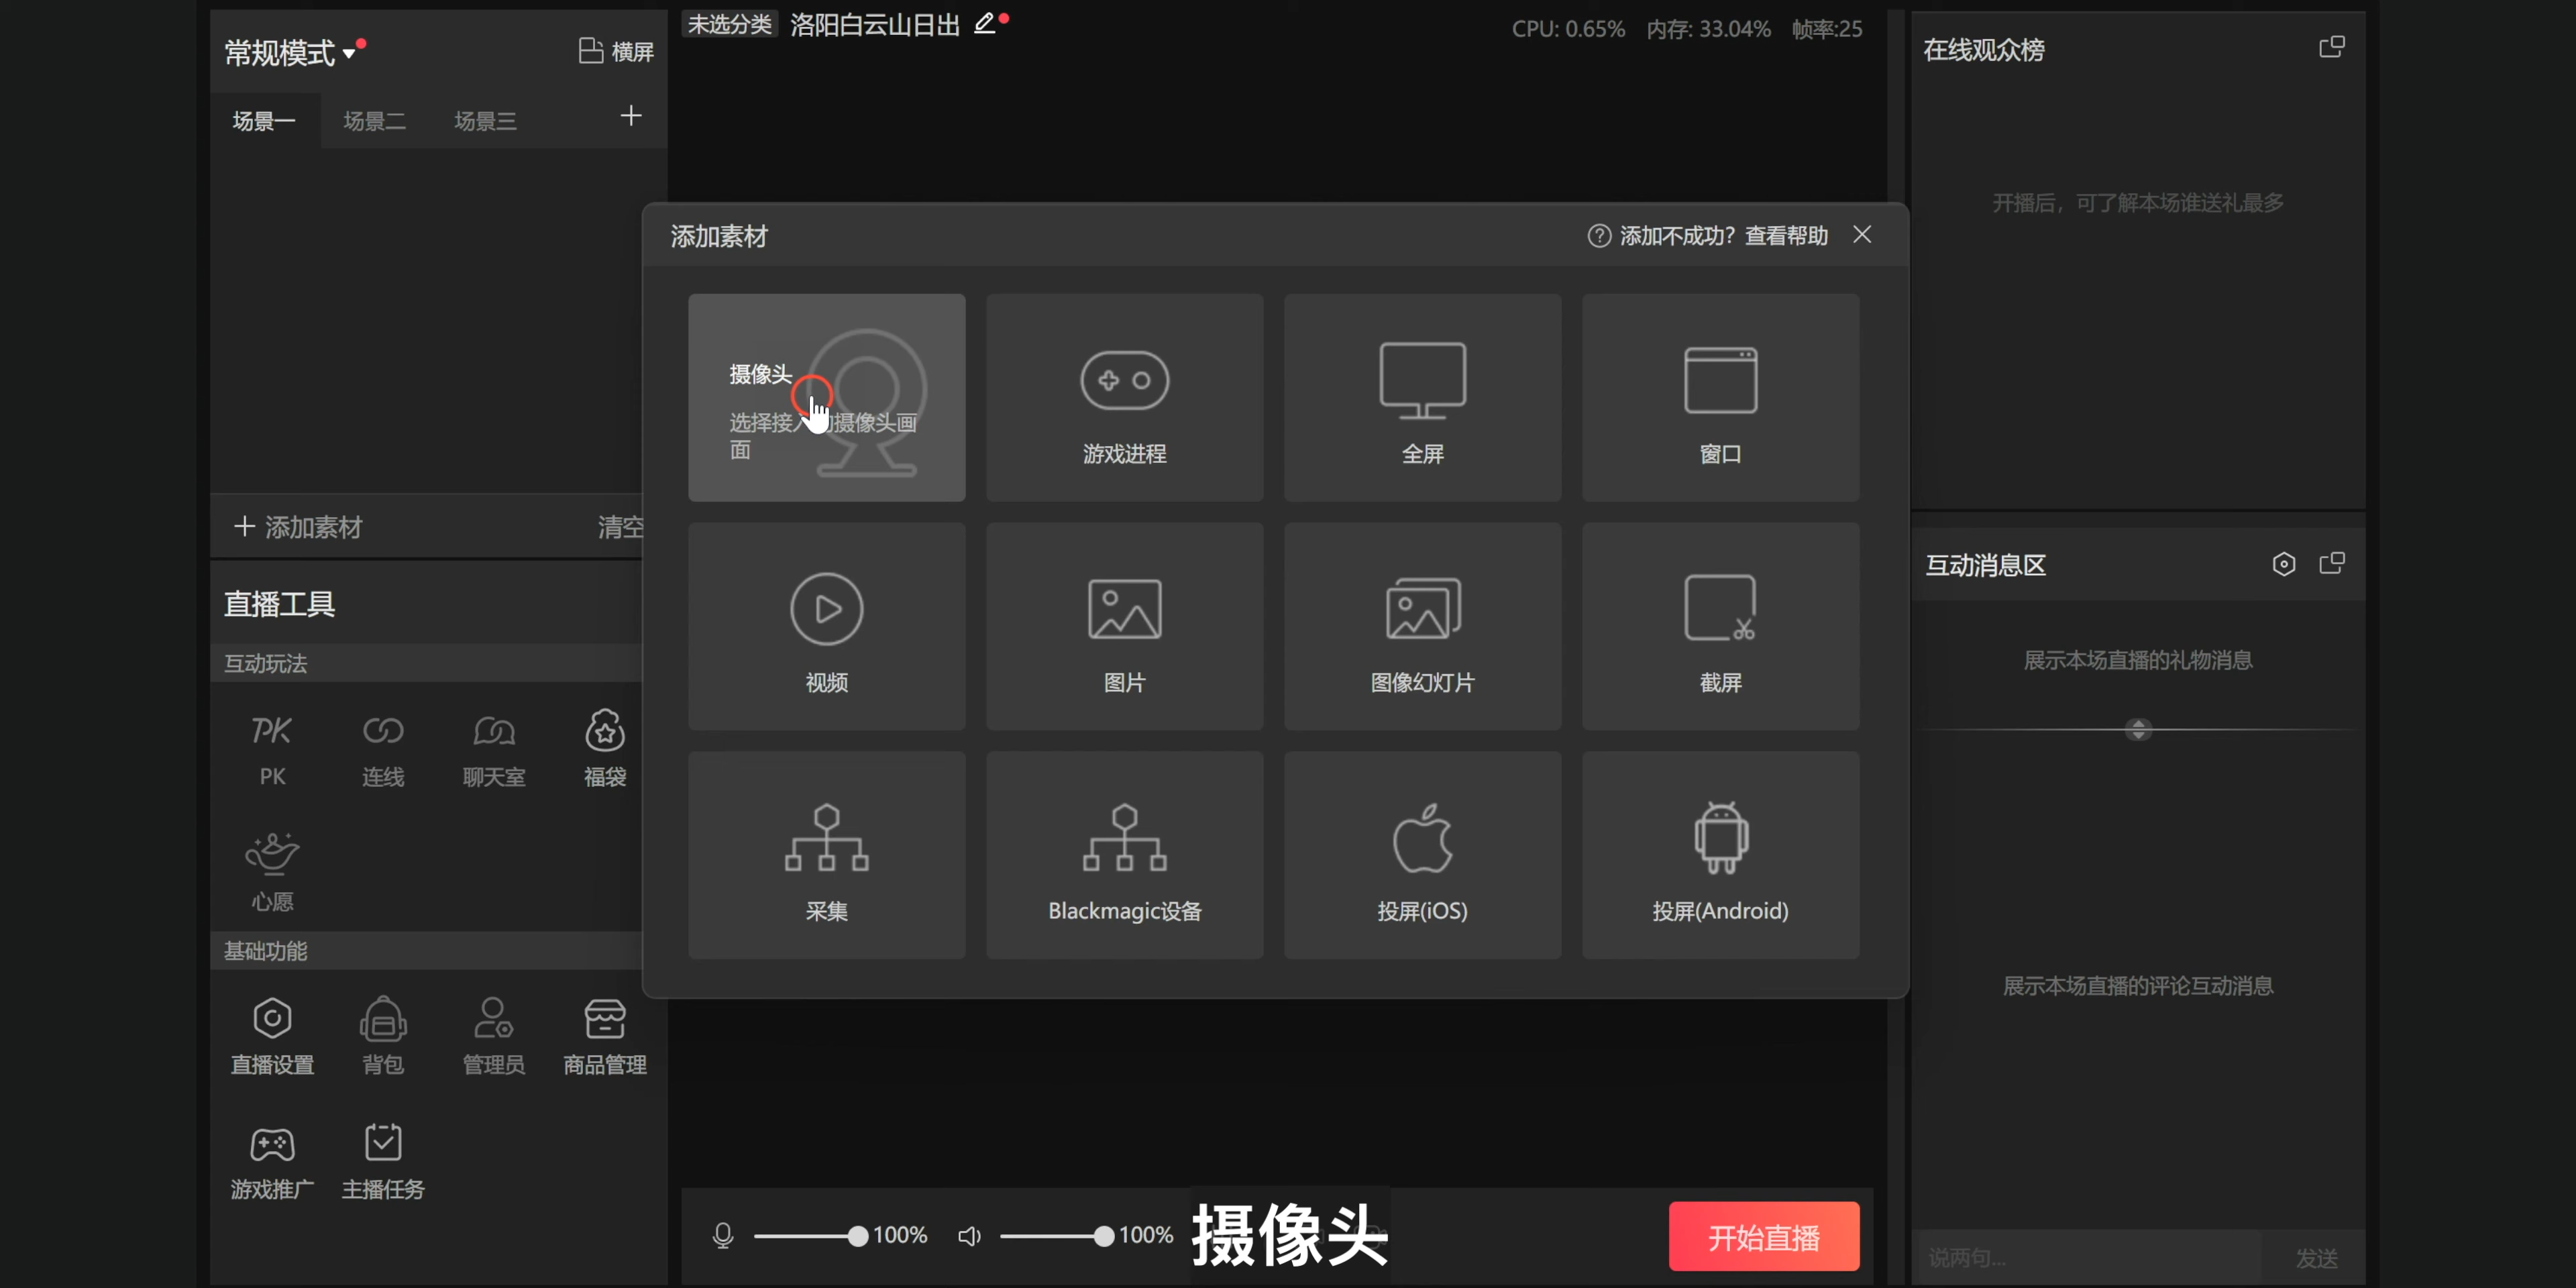 常规模式
横屏
场景一
场景二
场景三
未选分类 洛阳白云山日出
CPU: 0.65% 内存: 33.04% 帧率:25
在线观众榜
开播后，可了解本场谁送礼最多
添加素材
添加不成功？查看帮助
摄像头
选择接入 摄像头画
面
游戏进程
全屏
窗口
视频
图片
图像幻灯片
截屏
采集
Blackmagic设备
投屏(iOS)
投屏(Android)
添加素材
清空
直播工具
互动玩法
PK
PK
连线
聊天室
福袋
心愿
基础功能
直播设置
背包
管理员
商品管理
游戏推广
主播任务
互动消息区
展示本场直播的礼物消息
展示本场直播的评论互动消息
100%
100%
摄像头
开始直播
说两句...
发送